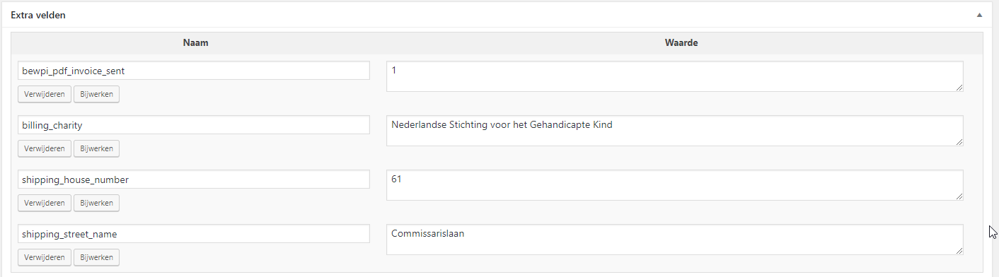 Extra velden
Naam Waarde
bewpi_pdf_invoice_sent 1
Verwijderen Bijwerken
billing_charity Nederlandse Stichting voor het Gehandicapte Kind
Verwijderen Bijwerken
shipping_house_number 61
Verwijderen Bijwerken
shipping_street_name Commissarislaan
Verwijderen Bijwerken